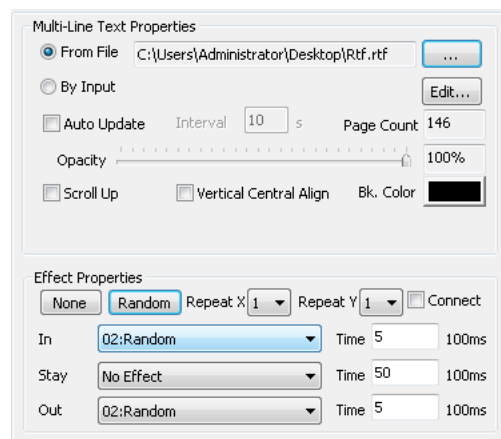 Multi-Line Text Properties
From File C:\Users\Administrator\Desktop\Rtf.rtf ...
By Input Edit...
Auto Update Interval 10 s Page Count 146
Opacity 100%
Scroll Up Vertical Central Align Bk. Color
Effect Properties
None Random Repeat X 1 Repeat Y 1 Connect
In 02:Random Time 5 100ms
Stay No Effect Time 50 100ms
Out 02:Random Time 5 100ms